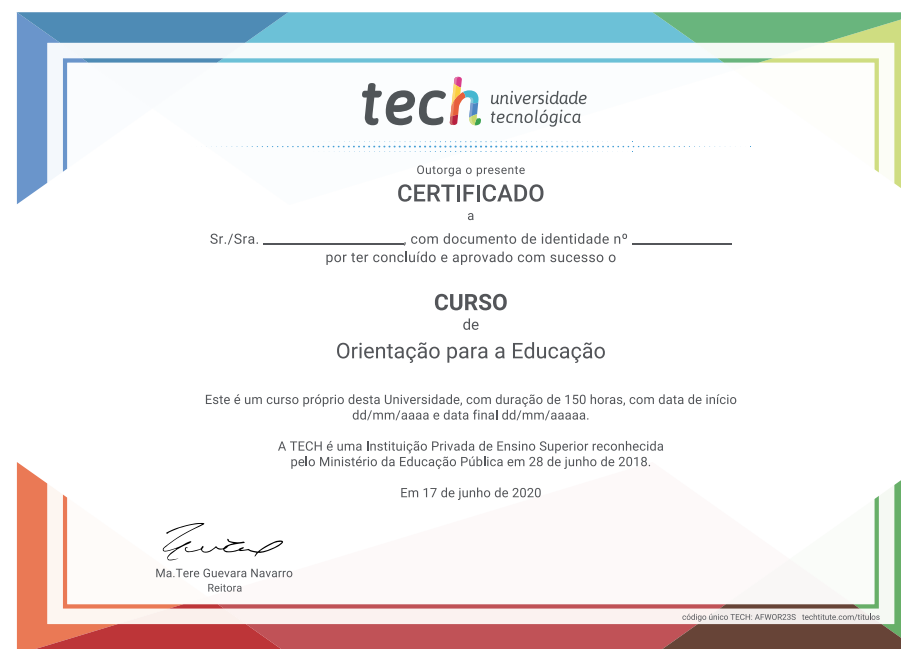 tech universidade
tecnológica
Outorga o presente
CERTIFICADO
a
Sr./Sra. ______________, com documento de identidade nº __________
por ter concluído e aprovado com sucesso o
CURSO
de
Orientação para a Educação
Este é um curso próprio desta Universidade, com duração de 150 horas, com data de início
dd/mm/aaaa e data final dd/mm/aaaaa.
A TECH é uma Instituição Privada de Ensino Superior reconhecida
pelo Ministério da Educação Pública em 28 de junho de 2018.
Em 17 de junho de 2020
Ma.Tere Guevara Navarro
Reitora
código único TECH: AFWOR23S techtitute.com/titulos